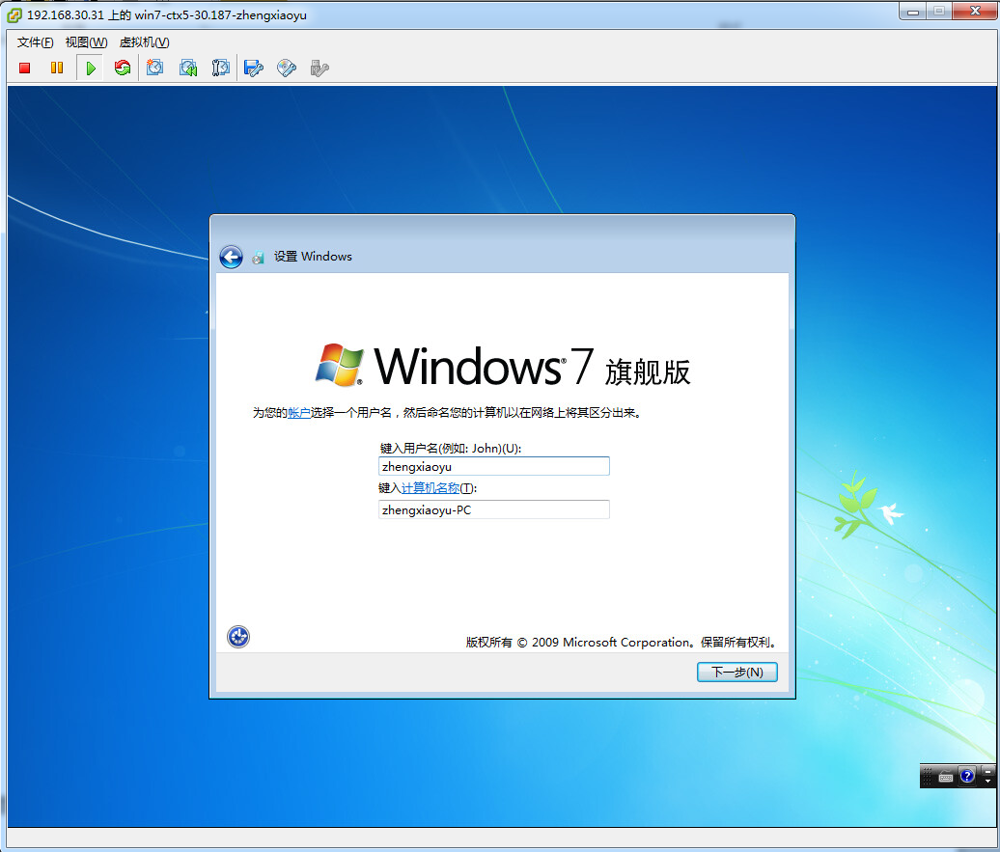 192.168.30.31 上的 win7-ctx5-30.187-zhengxiaoyu
文件(F) 视图(W) 虚拟机(V)
设置 Windows
Windows® 7 旗舰版
为您的帐户选择一个用户名，然后命名您的计算机以在网络上将其区分出来。
键入用户名(例如: John)(U):
zhengxiaoyu
键入计算机名称(T):
zhengxiaoyu-PC
版权所有 © 2009 Microsoft Corporation。保留所有权利。
下一步(N)